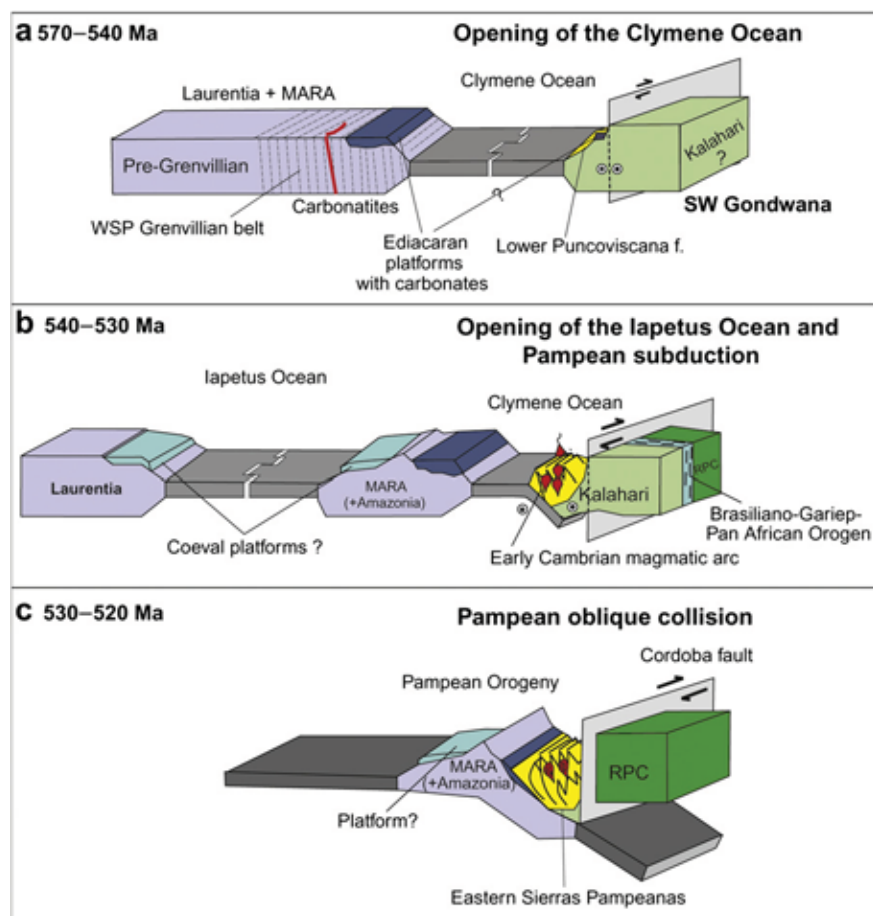 a 570–540 Ma
Opening of the Clymene Ocean
Clymene Ocean
Laurentia + MARA
Pre-Grenvillian
Kalahari
?
Carbonatites
SW Gondwana
WSP Grenvillian belt
?
Ediacaran
platforms
with carbonates
Lower Puncoviscana f.
b 540–530 Ma
Opening of the Iapetus Ocean and
Pampean subduction
Iapetus Ocean
Clymene Ocean
Laurentia
MARA
(+Amazonia)
Kalahari
RPC
Coeval platforms ?
Early Cambrian magmatic arc
Brasiliano-Gariep-
Pan African Orogen
c 530–520 Ma
Pampean oblique collision
Cordoba fault
Pampean Orogeny
MARA
(+Amazonia)
RPC
Platform?
Eastern Sierras Pampeanas